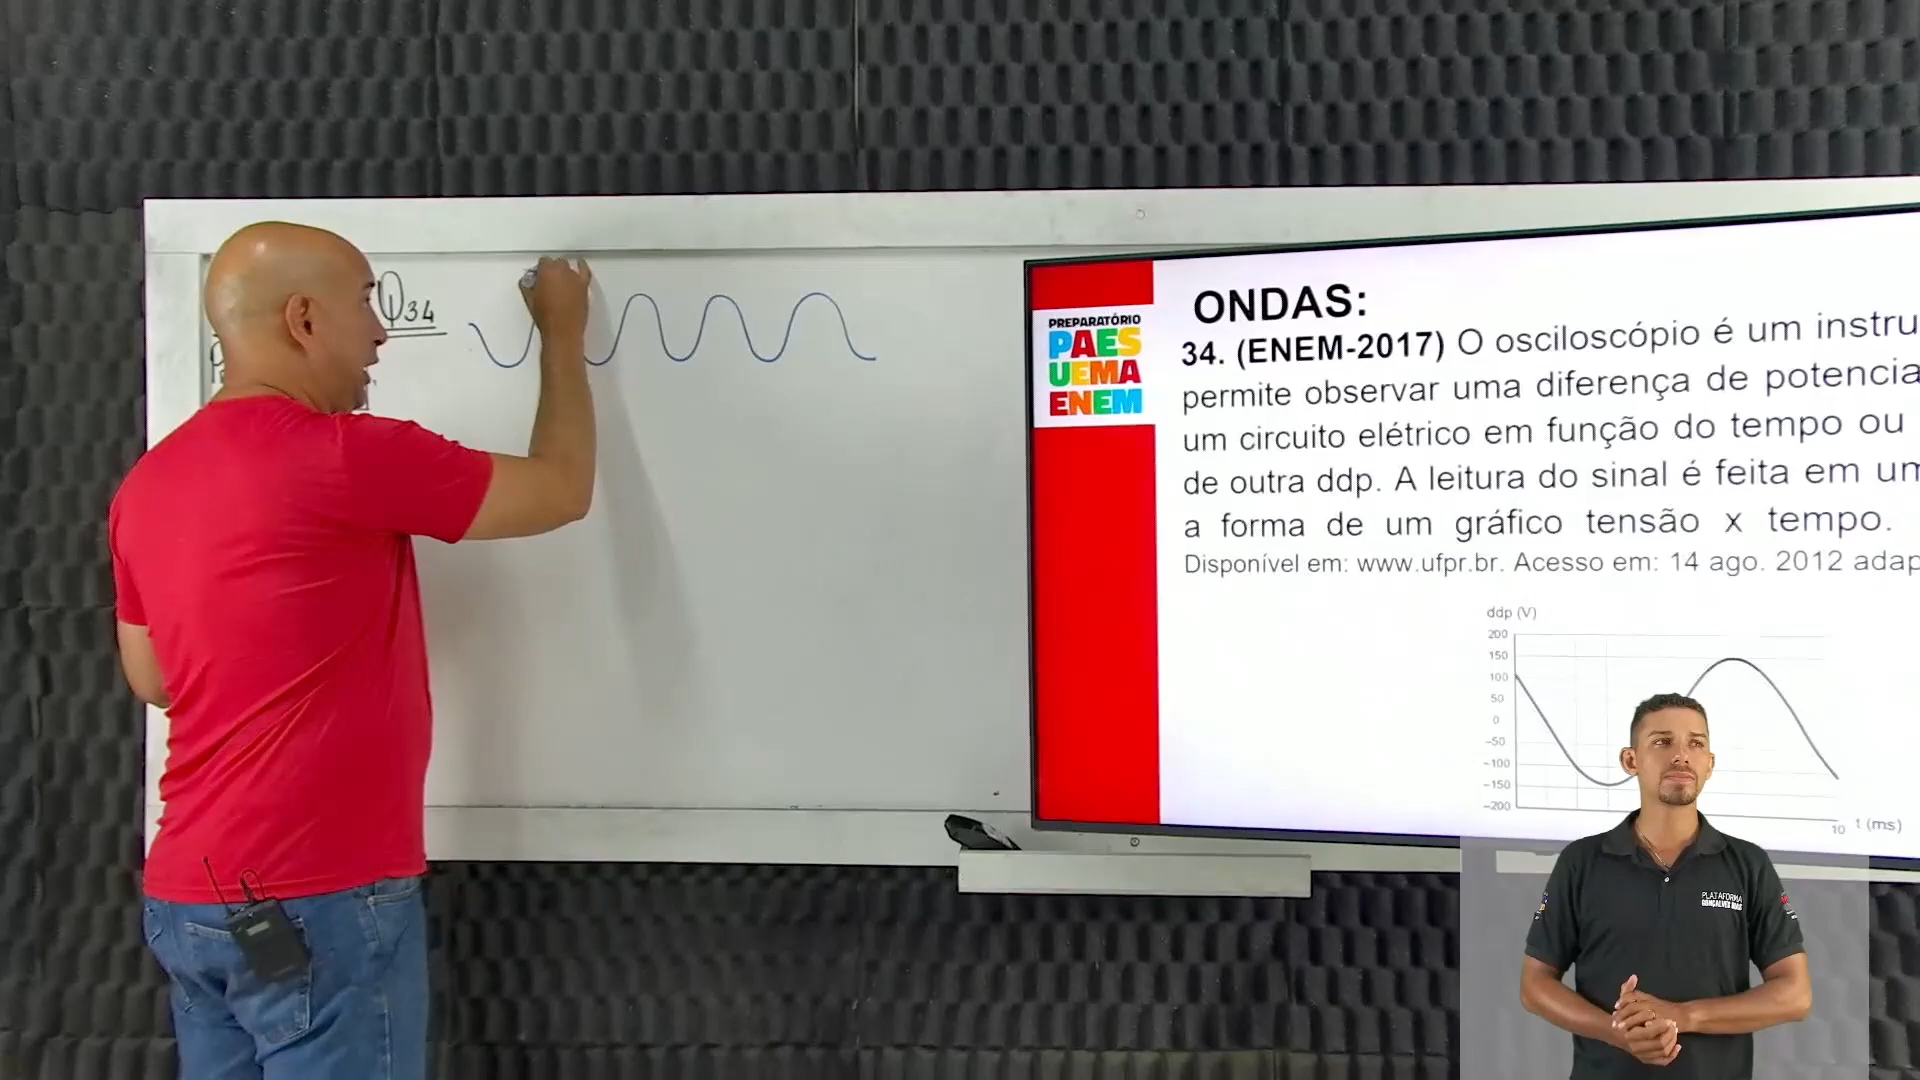 Q34
PREPARATÓRIO
PAES
UEMA
ENEM
ONDAS:
34. (ENEM-2017) O osciloscópio é um instru
permite observar uma diferença de potencia
um circuito elétrico em função do tempo ou
de outra ddp. A leitura do sinal é feita em um
a forma de um gráfico tensão x tempo.
Disponível em: www.ufpr.br. Acesso em: 14 ago. 2012 adap
ddp (V)
200
150
100
50
0
-50
-100
-150
-200
10 t (ms)
PLATAFORMA
GONÇALVES DIAS